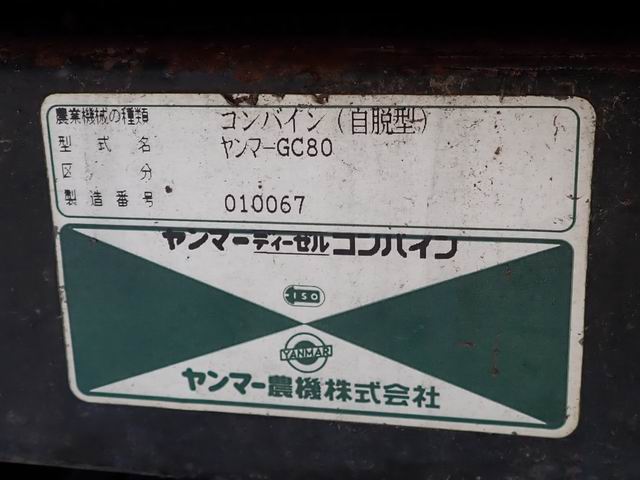 農業機械の種類 コンバイン(自脱型)
型式名 ヤンマーGC80
区分
製造番号 010067
ヤンマーディーゼルコンバイン
ISO
YANMAR
ヤンマー農機株式会社